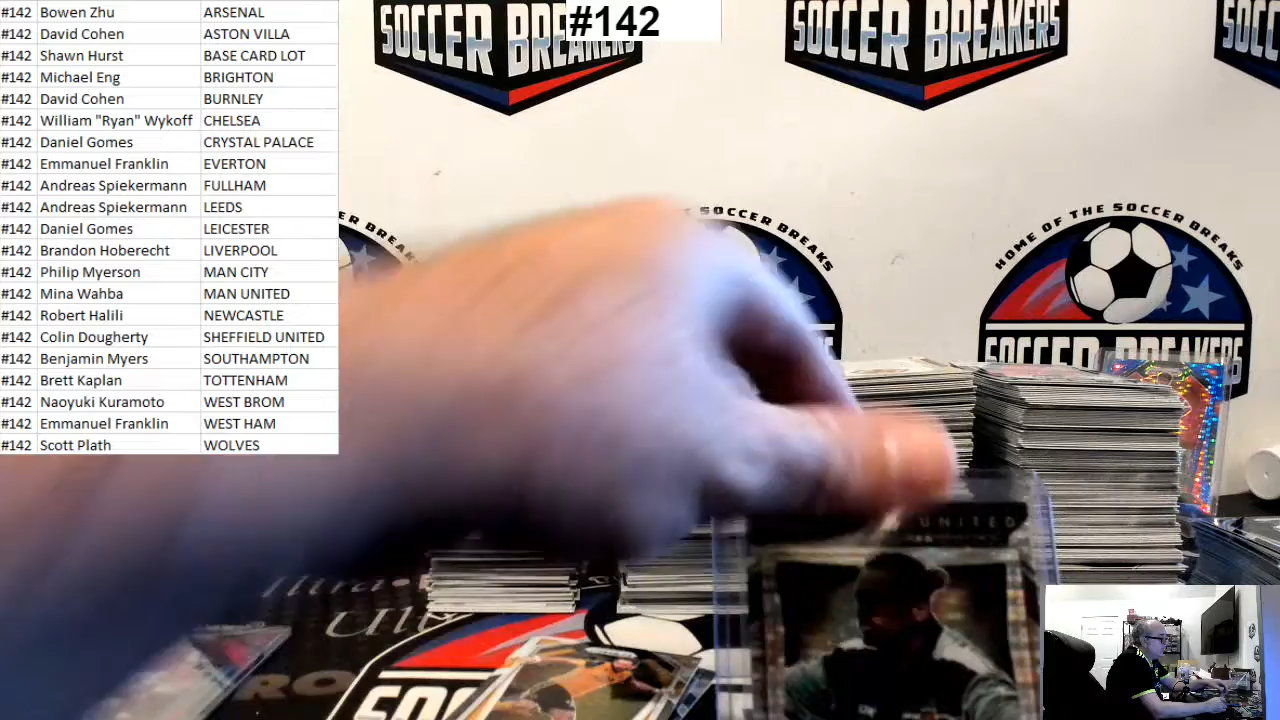 #142 Bowen Zhu ARSENAL
#142 David Cohen ASTON VILLA
#142 Shawn Hurst BASE CARD LOT
#142 Michael Eng BRIGHTON
#142 David Cohen BURNLEY
#142 William "Ryan" Wykoff CHELSEA
#142 Daniel Gomes CRYSTAL PALACE
#142 Emmanuel Franklin EVERTON
#142 Andreas Spiekermann FULLHAM
#142 Andreas Spiekermann LEEDS
#142 Daniel Gomes LEICESTER
#142 Brandon Hoberecht LIVERPOOL
#142 Philip Myerson MAN CITY
#142 Mina Wahba MAN UNITED
#142 Robert Halili NEWCASTLE
#142 Colin Dougherty SHEFFIELD UNITED
#142 Benjamin Myers SOUTHAMPTON
#142 Brett Kaplan TOTTENHAM
#142 Naoyuki Kuramoto WEST BROM
#142 Emmanuel Franklin WEST HAM
#142 Scott Plath WOLVES
#142
SOCCER BREAKERS
SOCCER BREAKERS
SOCC
ER BREAKS
SOCCER BREAKS
HOME OF THE SOCCER BREAKS
SOCCER BREAKERS
UNITED
Ultra